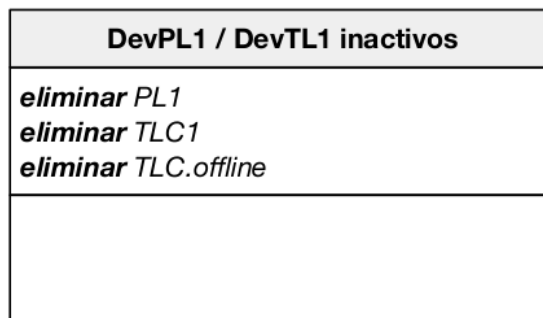 DevPL1 / DevTL1 inactivos
eliminar PL1
eliminar TLC1
eliminar TLC.offline